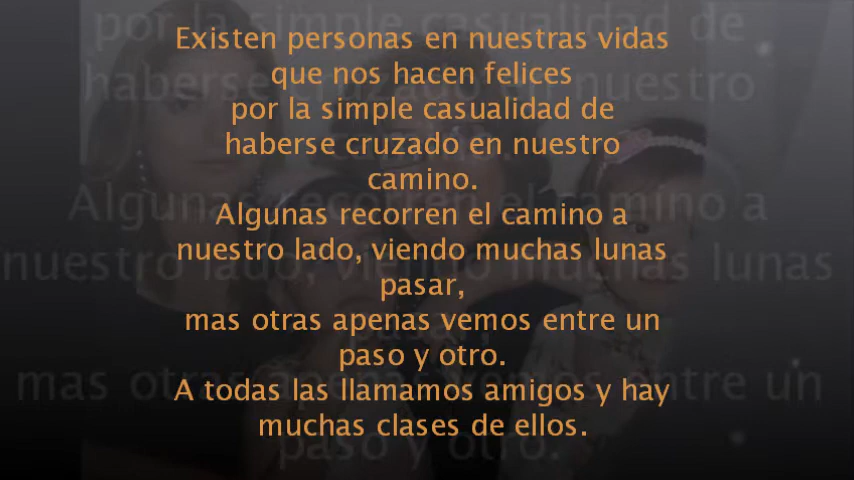 Existen personas en nuestras vidas
que nos hacen felices
por la simple casualidad de
haberse cruzado en nuestro
camino.
Algunas recorren el camino a
nuestro lado, viendo muchas lunas
pasar,
mas otras apenas vemos entre un
paso y otro.
A todas las llamamos amigos y hay
muchas clases de ellos.